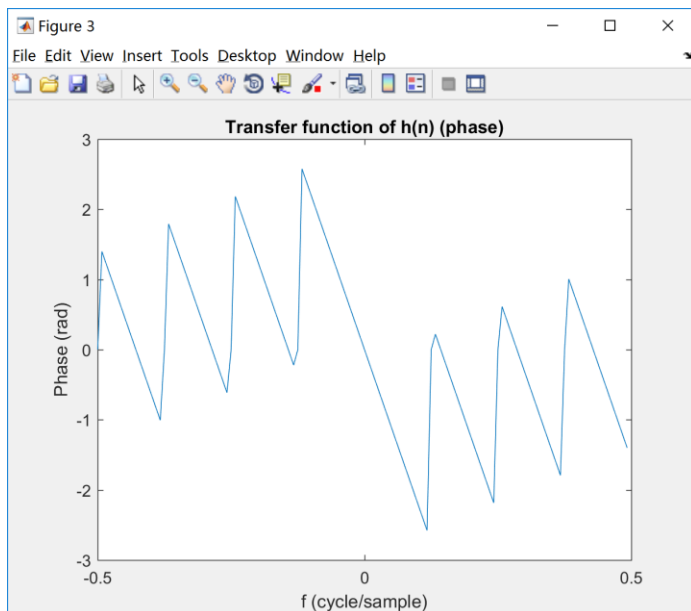 Figure 3
File Edit View Insert Tools Desktop Window Help
Transfer function of h(n) (phase)
3
2
1
0
-1
-2
-3
Phase (rad)
-0.5 0 0.5
f (cycle/sample)